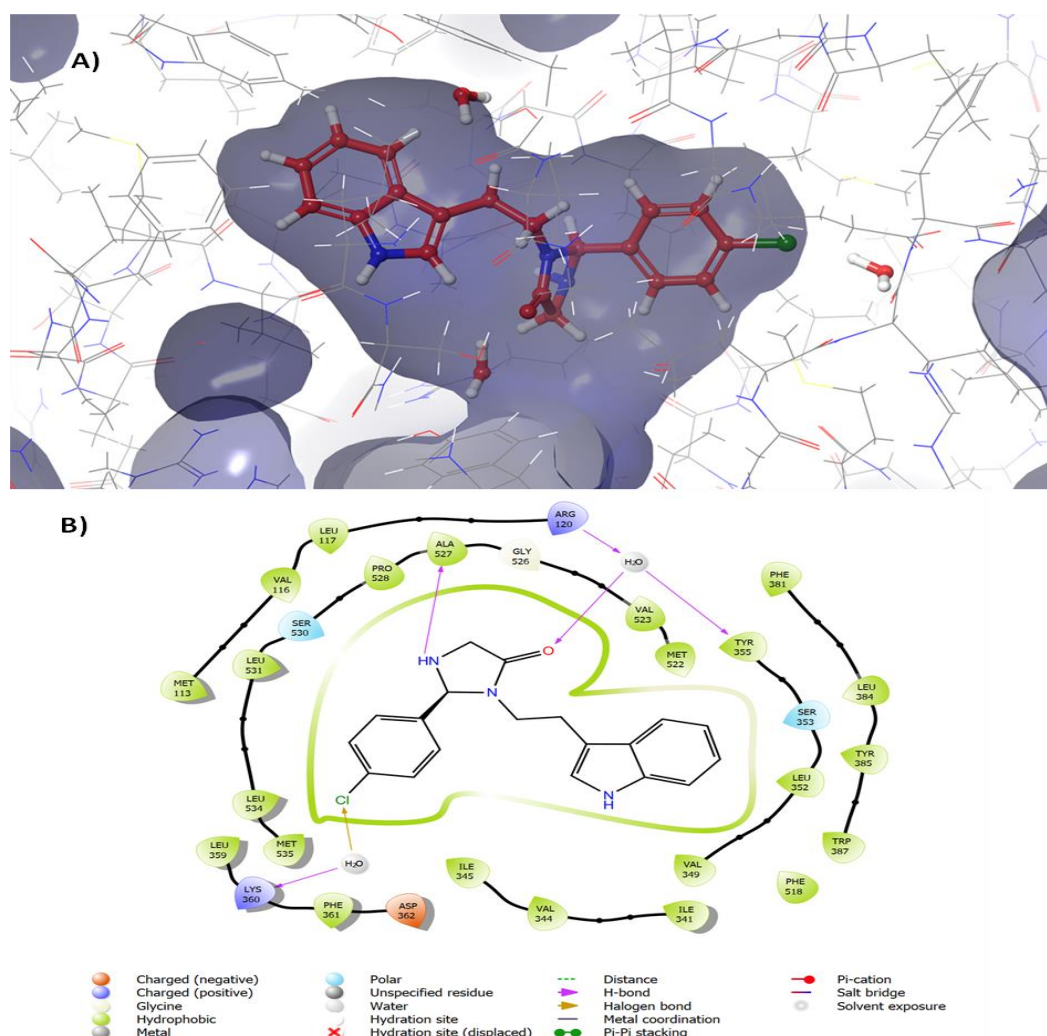 A)
B)
ARG
120
LEU
117
ALA
527
GLY
526
H₂O
PHE
381
PRO
528
VAL
116
VAL
523
SER
530
TYR
355
MET
522
HN
O
LEU
531
N
MET
113
LEU
384
SER
353
TYR
385
LEU
352
Cl
N
H
LEU
534
MET
535
LEU
359
H₂O
TRP
387
VAL
349
ILE
345
PHE
518
LYS
360
PHE
361
ASP
362
VAL
344
ILE
341
Charged (negative)
Charged (positive)
Glycine
Hydrophobic
Metal
Polar
Unspecified residue
Water
Hydration site
Hydration site (displaced)
Distance
H-bond
Halogen bond
Metal coordination
Pi-Pi stacking
Pi-cation
Salt bridge
Solvent exposure